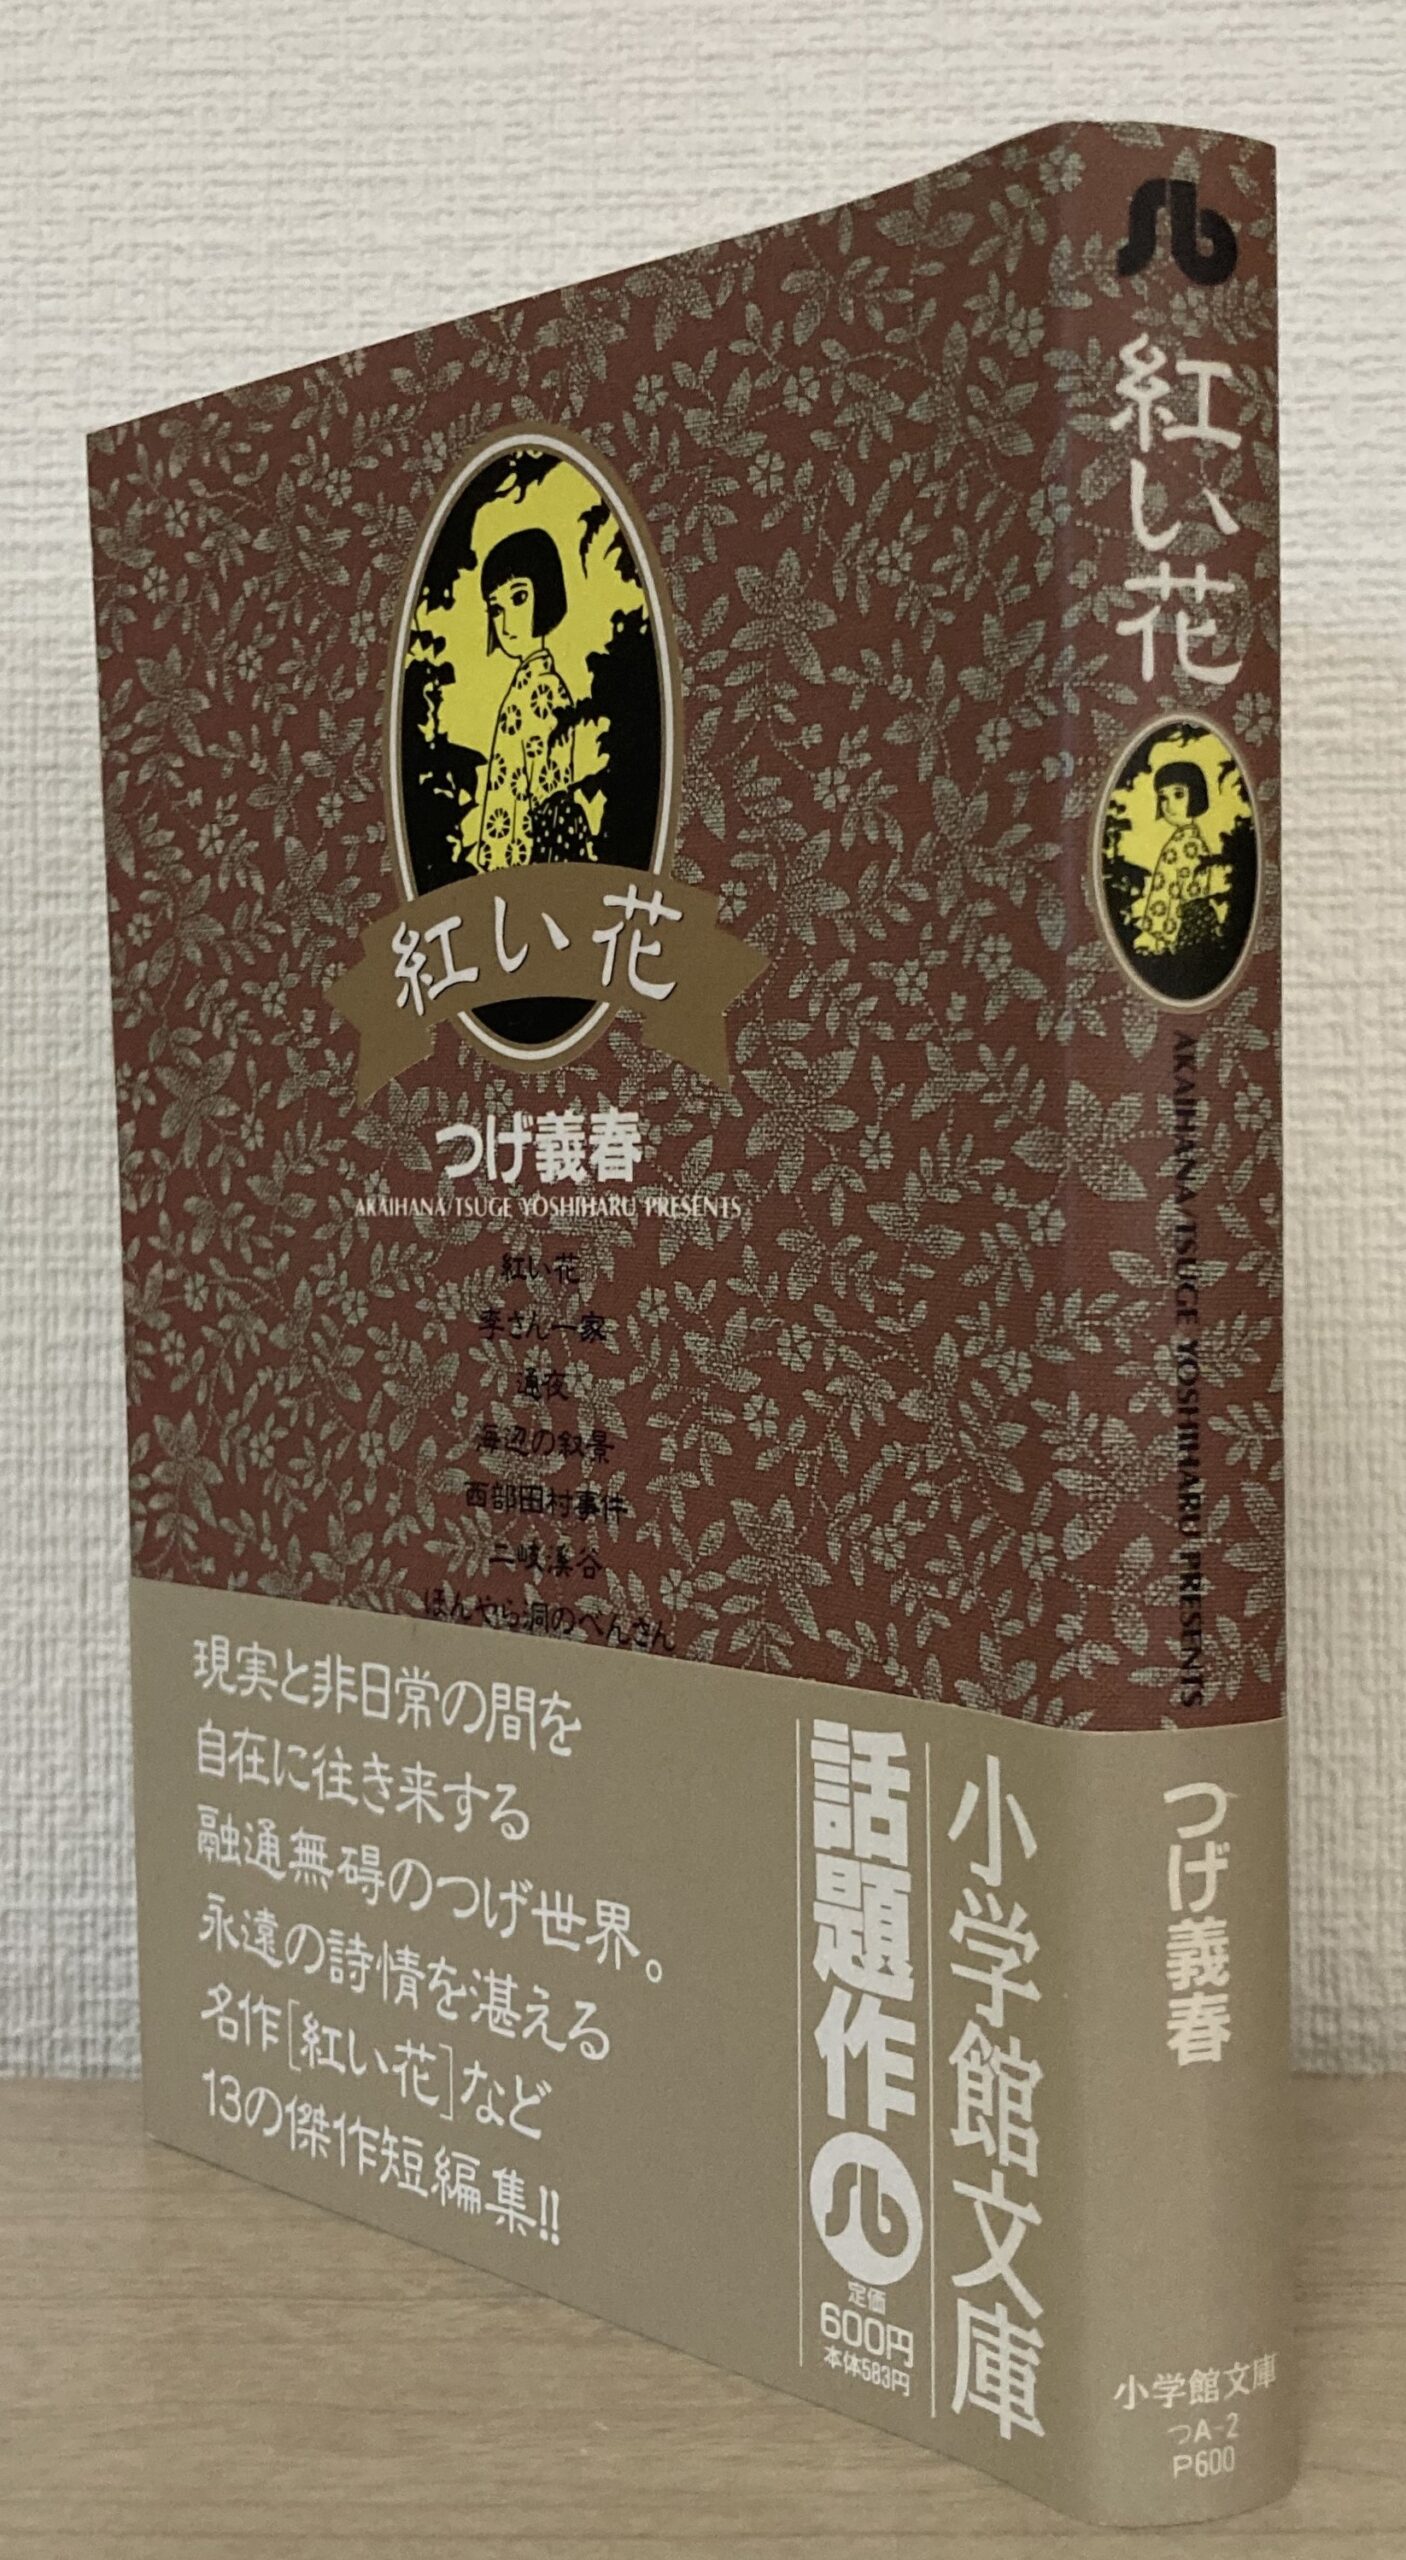 紅い花
つげ義春
AKAIHANA/TSUGE YOSHIHARU PRESENTS
紅い花
李さん一家
通夜
海辺の叙景
西部田村事件
二岐渓谷
ほんやら洞のべんさん
現実と非日常の間を
自在に往き来する
融通無碍のつげ世界。
永遠の詩情を湛える
名作[紅い花]など
13の傑作短編集!!
話題作
定価
600円
本体583円
小学館文庫
紅い花
AKAIHANA/TSUGE YOSHIHARU PRESENTS
つげ義春
小学館文庫
つA-2
P600